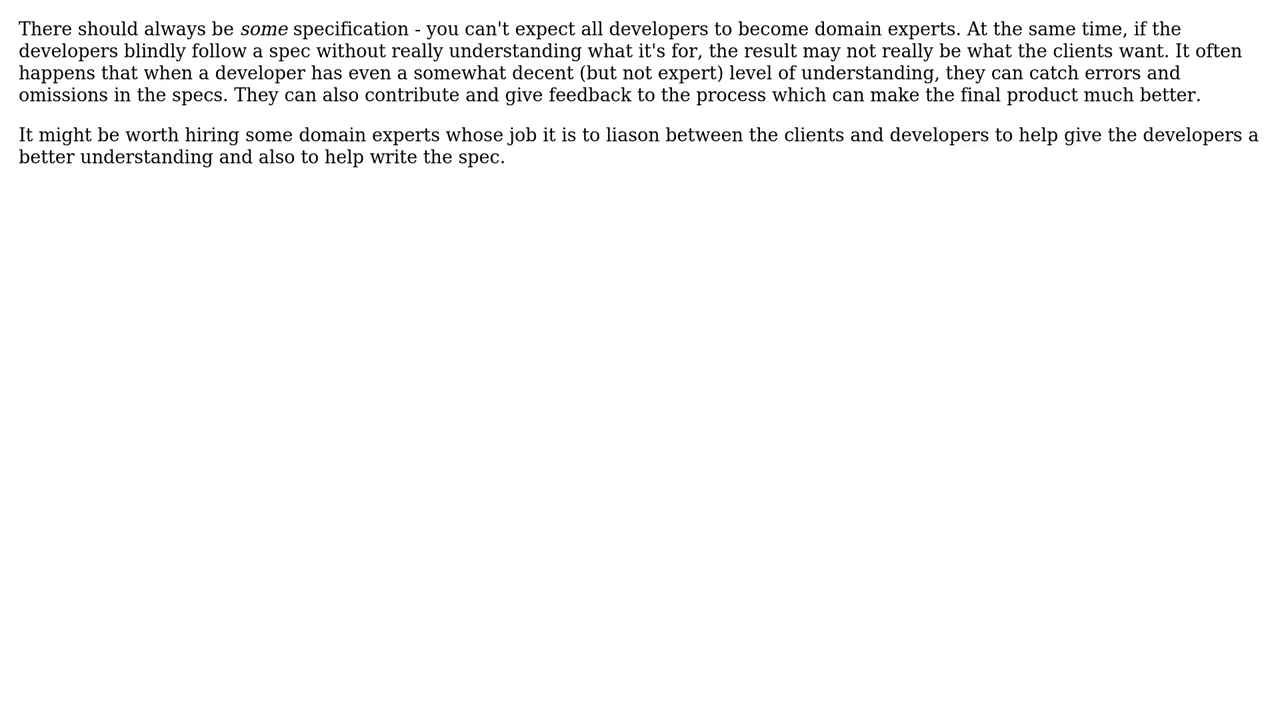 There should always be some specification - you can't expect all developers to become domain experts. At the same time, if the
developers blindly follow a spec without really understanding what it's for, the result may not really be what the clients want. It often
happens that when a developer has even a somewhat decent (but not expert) level of understanding, they can catch errors and
omissions in the specs. They can also contribute and give feedback to the process which can make the final product much better.
It might be worth hiring some domain experts whose job it is to liason between the clients and developers to help give the developers a
better understanding and also to help write the spec.